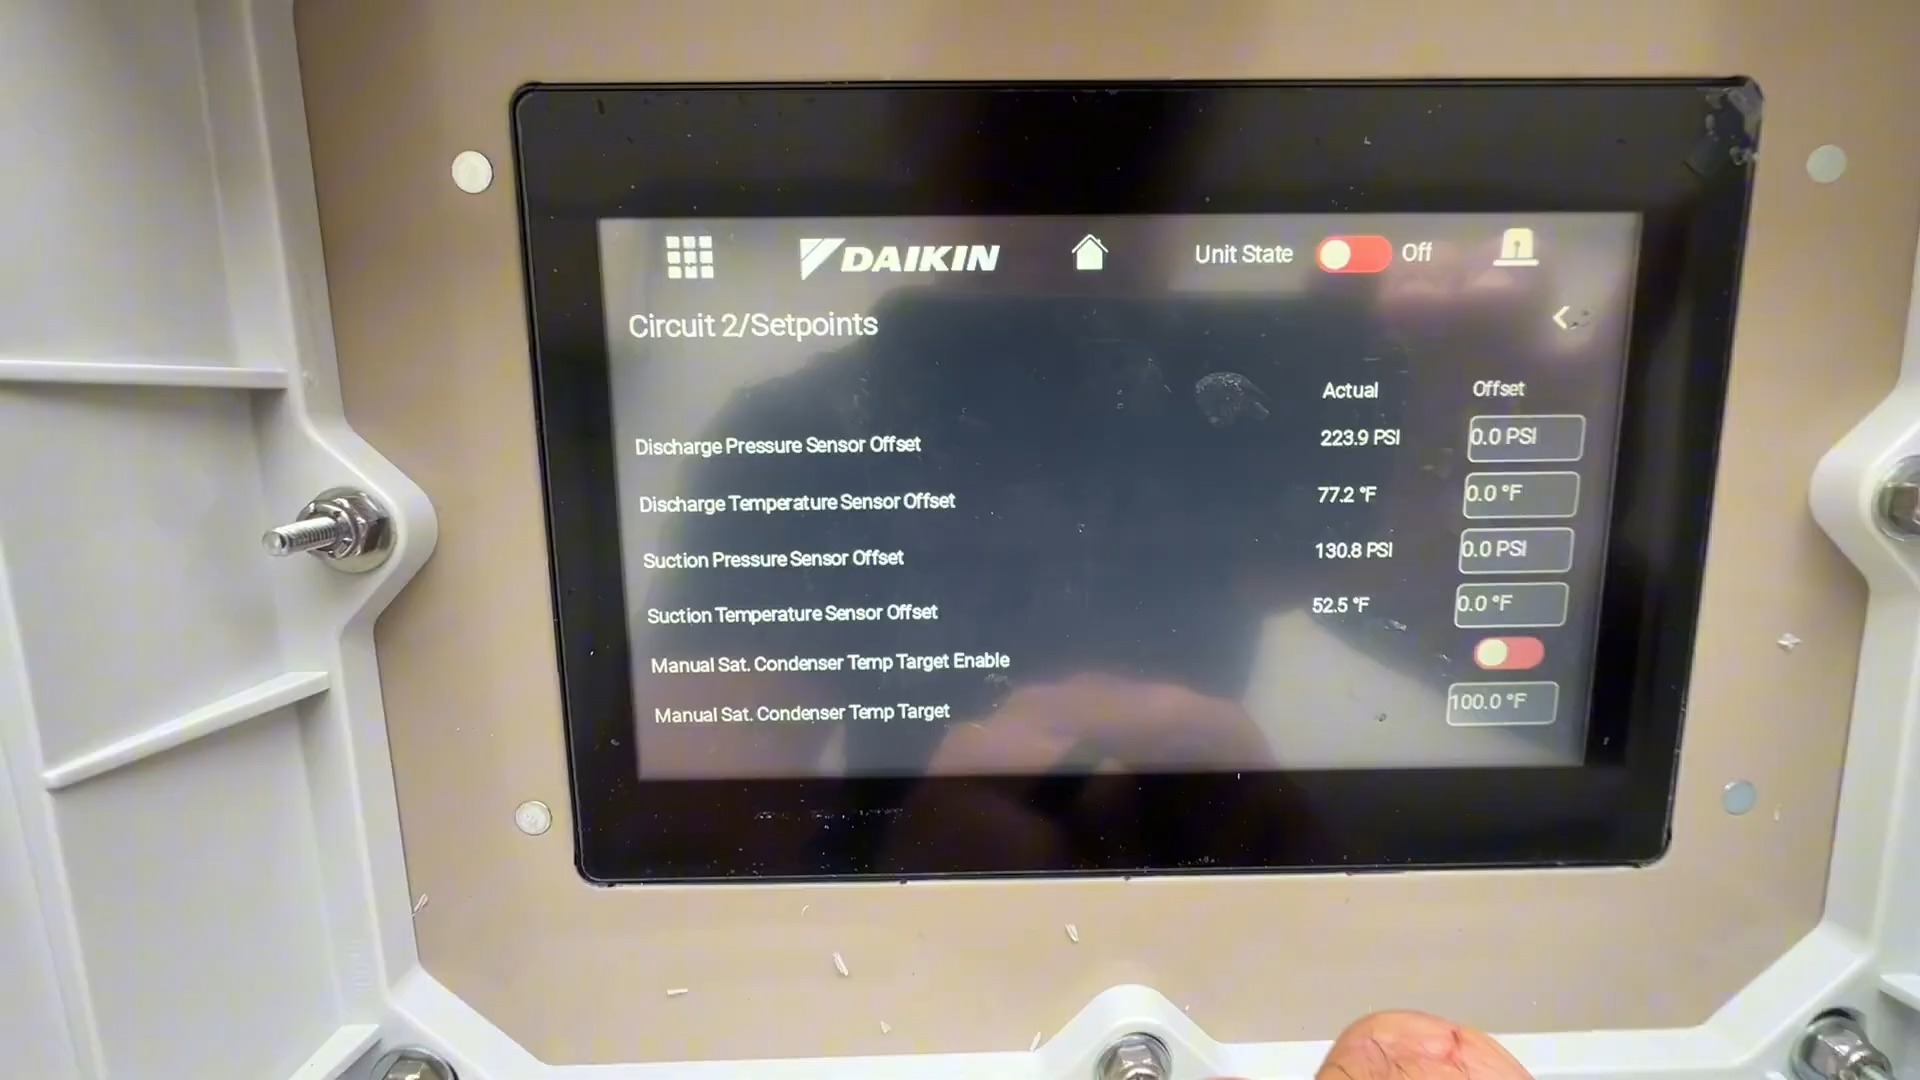 DAIKIN
Unit State Off
Circuit 2/Setpoints
Actual Offset
Discharge Pressure Sensor Offset 223.9 PSI 0.0 PSI
Discharge Temperature Sensor Offset 77.2 °F 0.0 °F
Suction Pressure Sensor Offset 130.8 PSI 0.0 PSI
Suction Temperature Sensor Offset 52.5 °F 0.0 °F
Manual Sat. Condenser Temp Target Enable
Manual Sat. Condenser Temp Target 100.0 °F